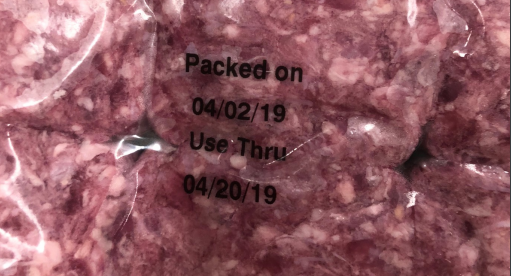 Packed on
04/02/19
Use Thru
04/20/19